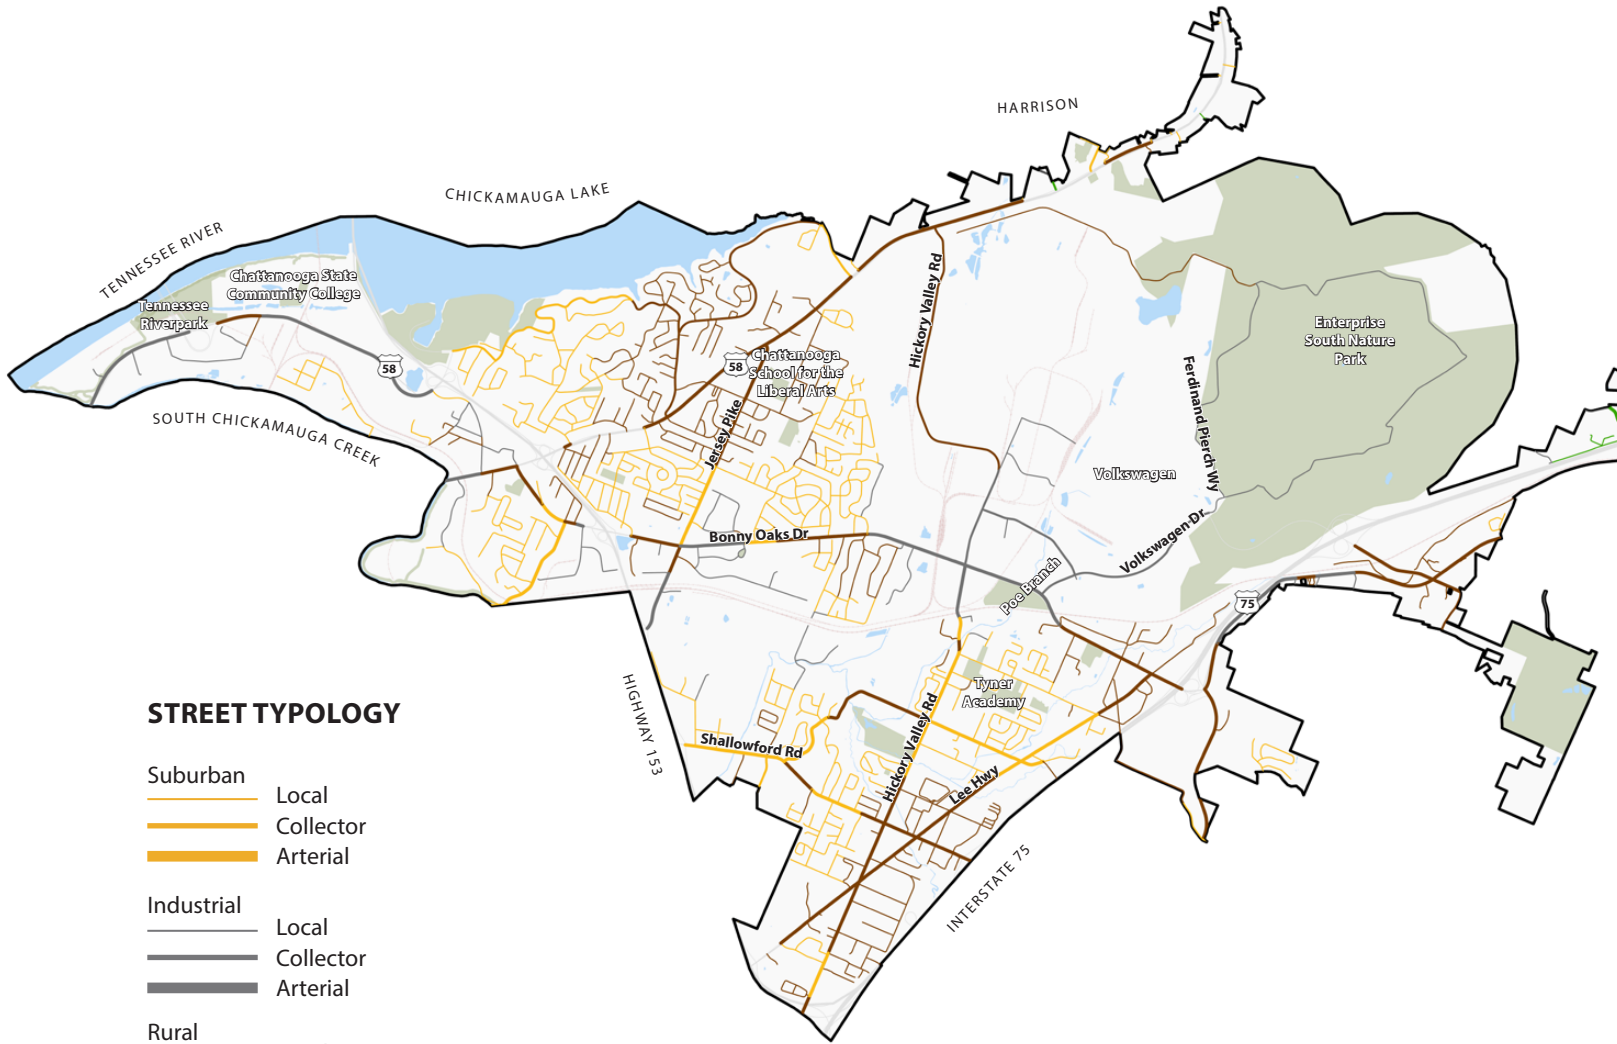 HARRISON
CHICKAMAUGA LAKE
TENNESSEE RIVER
Chattanooga State
Community College
Tennessee
Riverpark
58
SOUTH CHICKAMAUGA CREEK
58
Chattanooga
School for the
Liberal Arts
Jersey Pike
Hickory Valley Rd
Enterprise
South Nature
Park
Ferdinand Pierch Wy
Volkswagen
Volkswagen Dr
Bonny Oaks Dr
Poe Branch
75
Tyner
Academy
HIGHWAY 153
Shallowford Rd
Hickory Valley Rd
Lee Hwy
INTERSTATE 75
STREET TYPOLOGY
Suburban
Local
Collector
Arterial
Industrial
Local
Collector
Arterial
Rural